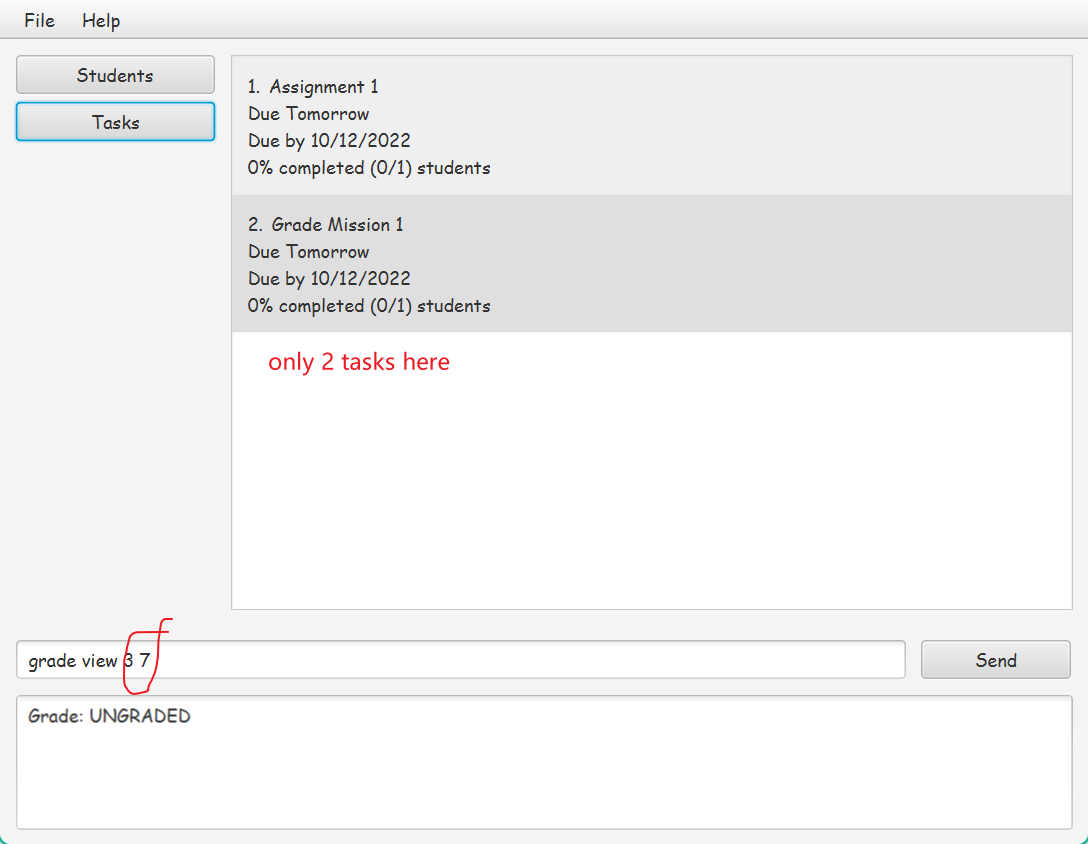 File Help
Students
Tasks
1. Assignment 1
Due Tomorrow
Due by 10/12/2022
0% completed (0/1) students
2. Grade Mission 1
Due Tomorrow
Due by 10/12/2022
0% completed (0/1) students
only 2 tasks here
grade view 3 7
Send
Grade: UNGRADED